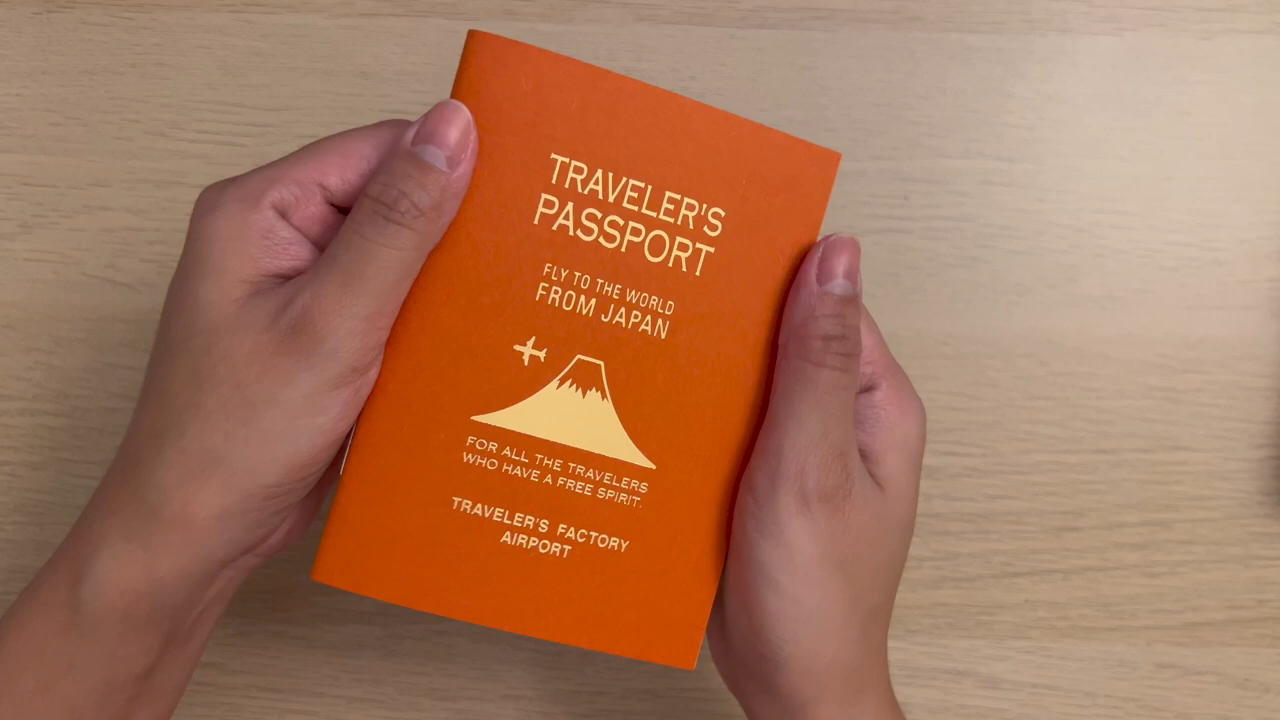 TRAVELER'S
PASSPORT
FLY TO THE WORLD
FROM JAPAN
FOR ALL THE TRAVELERS
WHO HAVE A FREE SPIRIT.
TRAVELER'S FACTORY
AIRPORT